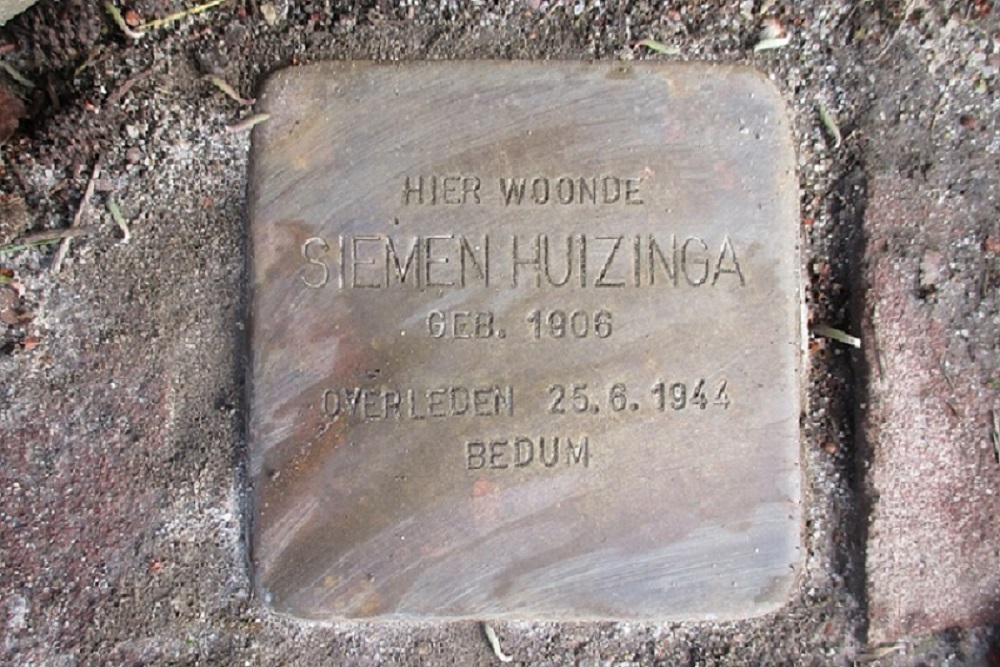 HIER WOONDE
SIEMEN HUIZINGA
GEB. 1906
OVERLEDEN 25.6.1944
BEDUM